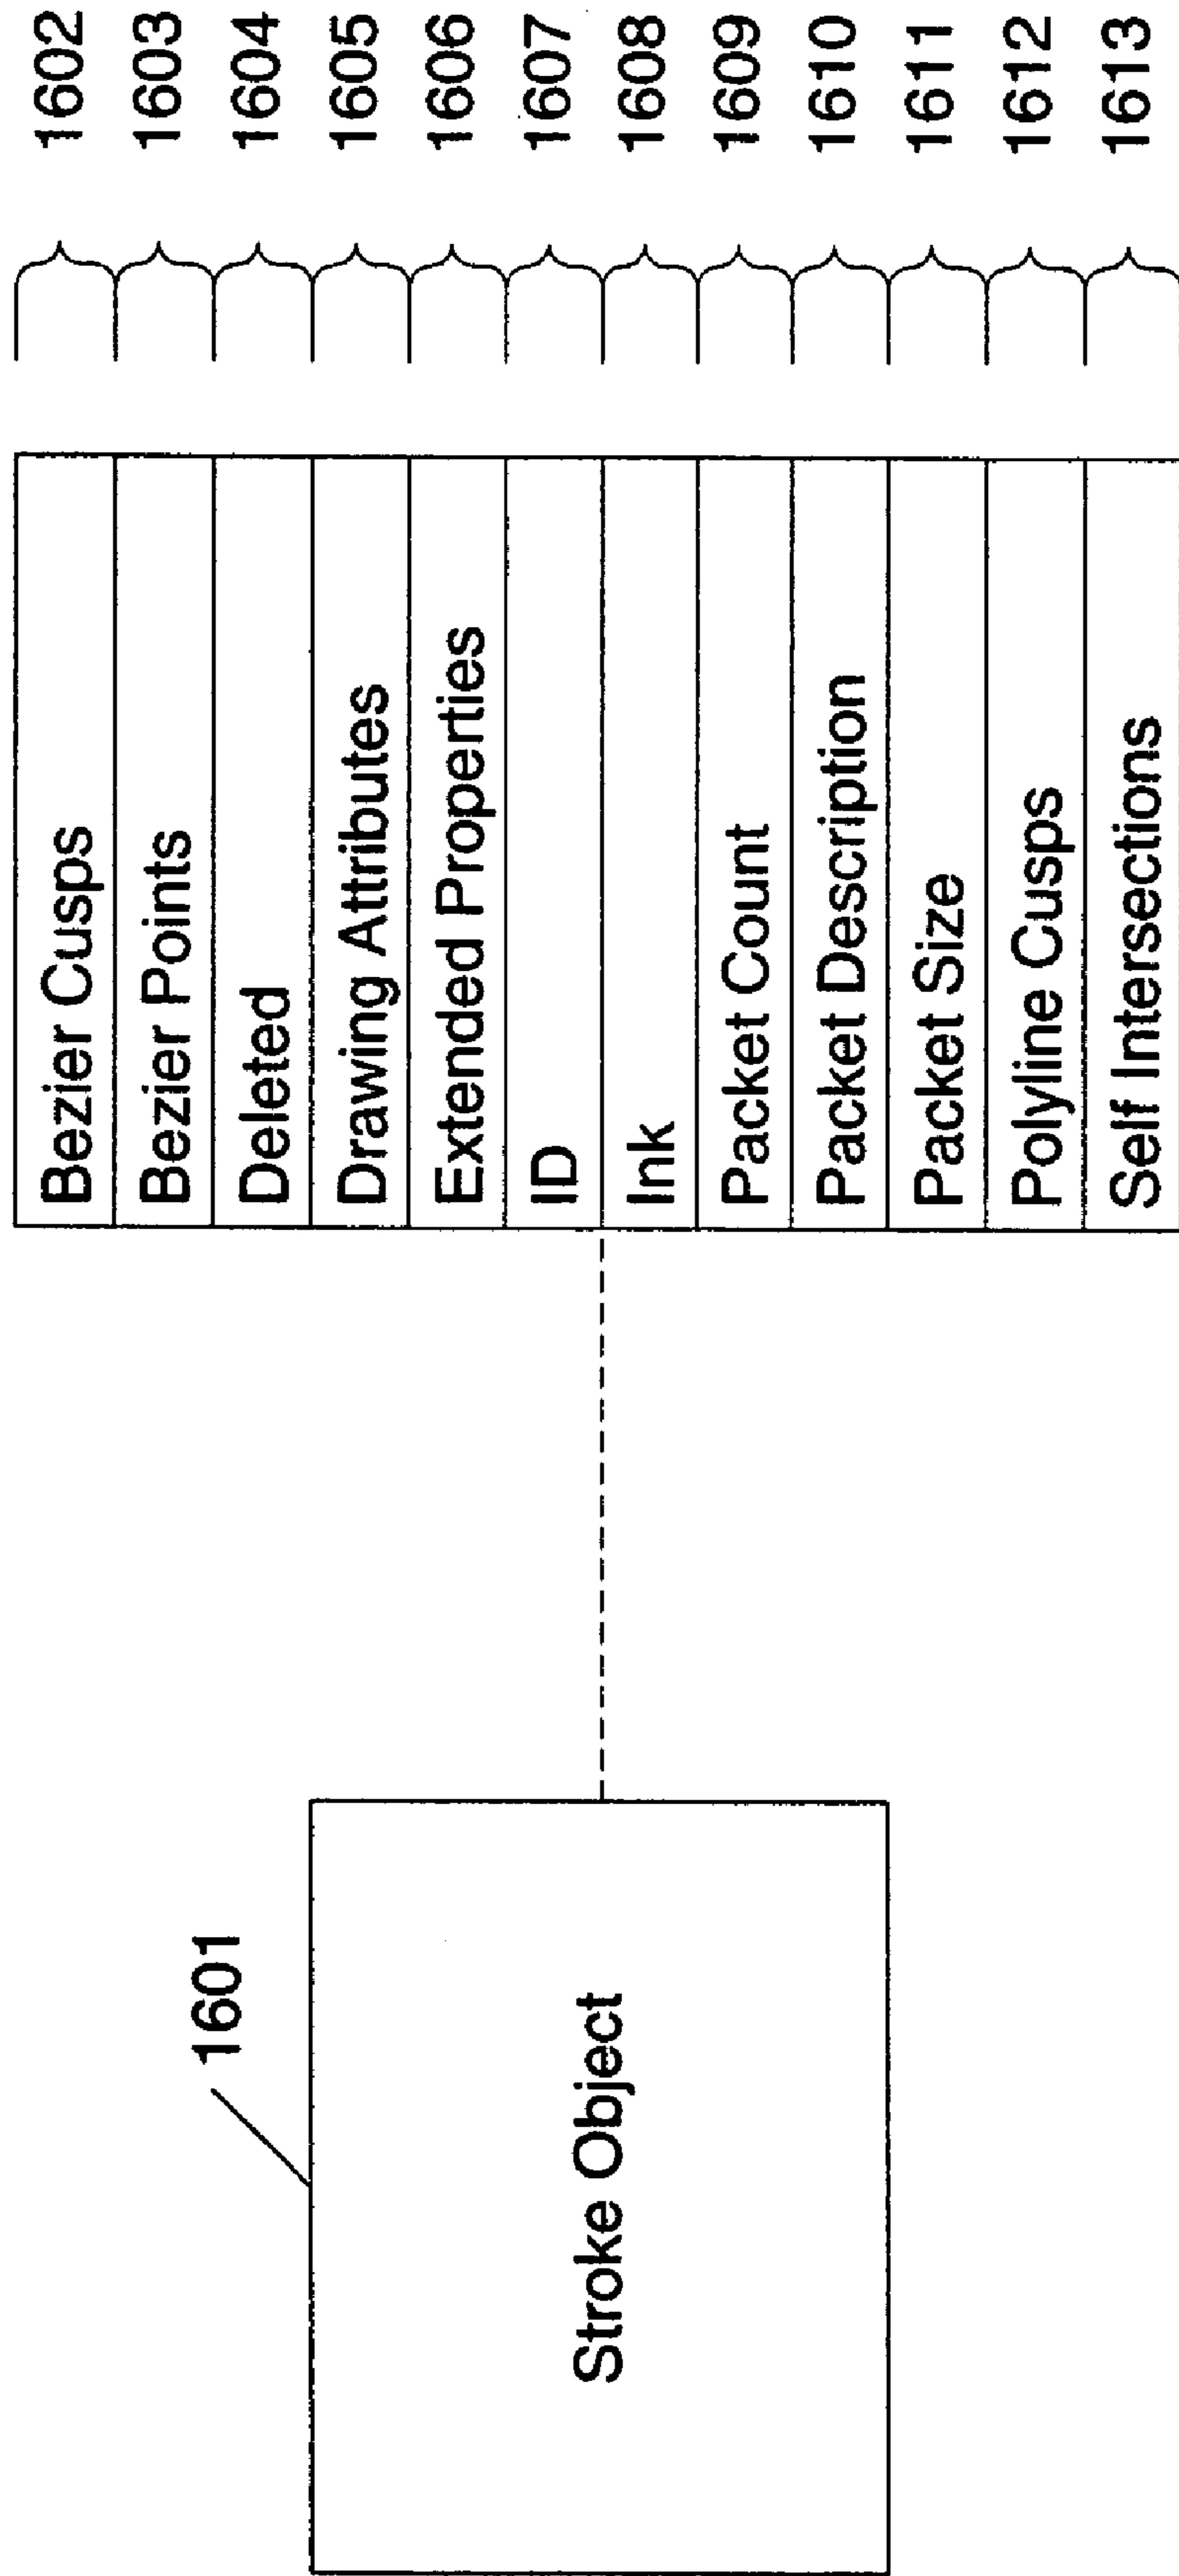 1601
Stroke Object
Bezier Cusps 1602
Bezier Points 1603
Deleted 1604
Drawing Attributes 1605
Extended Properties 1606
ID 1607
Ink 1608
Packet Count 1609
Packet Description 1610
Packet Size 1611
Polyline Cusps 1612
Self Intersections 1613